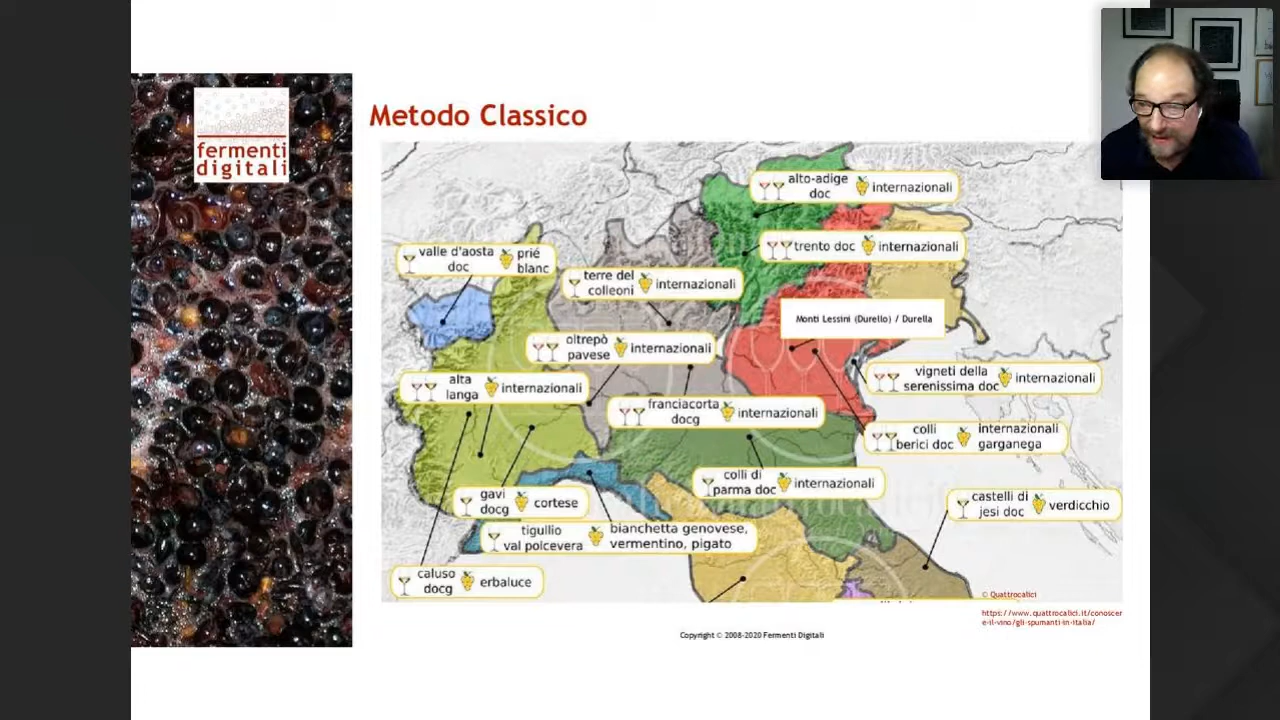 fermenti
digitali
Metodo Classico
alto-adige
doc
internazionali
trento doc
internazionali
valle d'aosta
doc
prié
blanc
terre del
colleoni
internazionali
Monti Lessini (Durello) / Durella
oltrepò
pavese
internazionali
vigneti della
serenissima doc
internazionali
alta
langa
internazionali
franciacorta
docg
internazionali
colli
berici doc
internazionali
garganega
colli di
parma doc
internazionali
gavi
docg
cortese
castelli di
jesi doc
verdicchio
tigullio
val polcevera
bianchetta genovese,
vermentino, pigato
caluso
docg
erbaluce
© Quattrocalici
https://www.quattrocalici.it/conoscer
e-il-vino/gli-spumanti-in-italia/
Copyright © 2008-2020 Fermenti Digitali